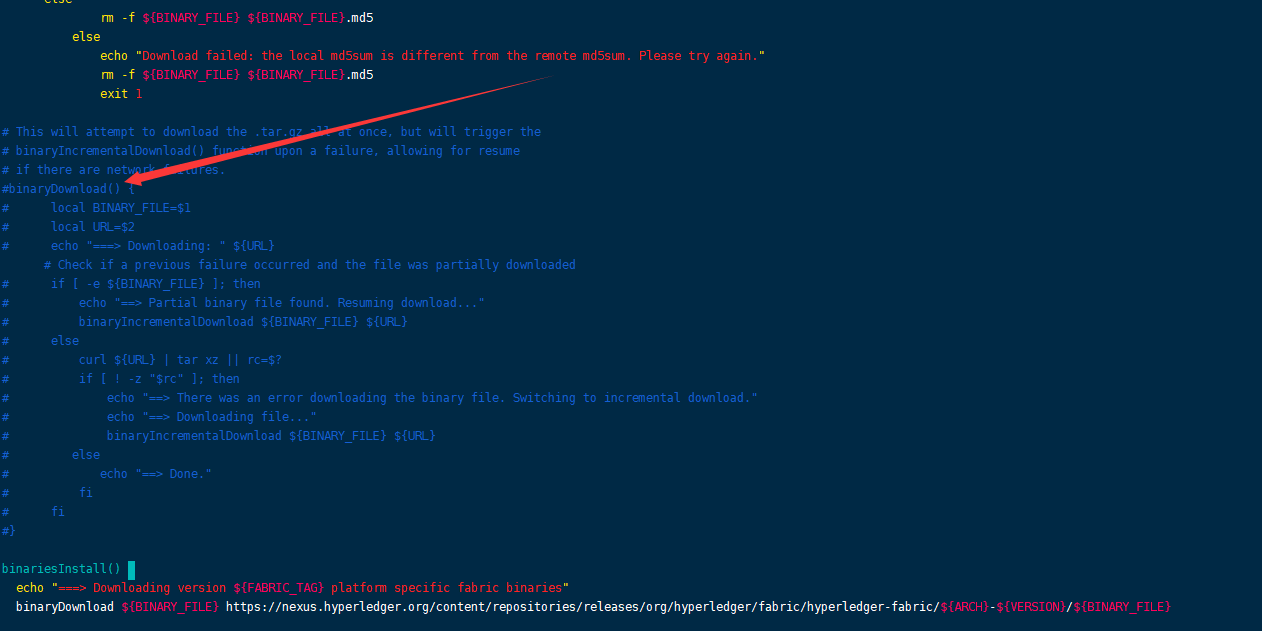 else
            rm -f ${BINARY_FILE} ${BINARY_FILE}.md5
          else
              echo "Download failed: the local md5sum is different from the remote md5sum. Please try again."
              rm -f ${BINARY_FILE} ${BINARY_FILE}.md5
              exit 1
# This will attempt to download the .tar.gz all at once, but will trigger the
# binaryIncrementalDownload() function upon a failure, allowing for resume
# if there are network failures.
#binaryDownload() {
#      local BINARY_FILE=$1
#      local URL=$2
#      echo "===> Downloading: " ${URL}
      # Check if a previous failure occurred and the file was partially downloaded
#      if [ -e ${BINARY_FILE} ]; then
#          echo "==> Partial binary file found. Resuming download..."
#          binaryIncrementalDownload ${BINARY_FILE} ${URL}
#      else
#          curl ${URL} | tar xz || rc=$?
#          if [ ! -z "$rc" ]; then
#              echo "==> There was an error downloading the binary file. Switching to incremental download."
#              echo "==> Downloading file..."
#              binaryIncrementalDownload ${BINARY_FILE} ${URL}
#         else
#             echo "==> Done."
#          fi
#      fi
#}
binariesInstall()
  echo "===> Downloading version ${FABRIC_TAG} platform specific fabric binaries"
  binaryDownload ${BINARY_FILE} https://nexus.hyperledger.org/content/repositories/releases/org/hyperledger/fabric/hyperledger-fabric/${ARCH}-${VERSION}/${BINARY_FILE}